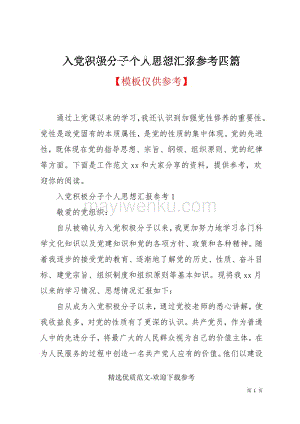 入党积极分子个人思想汇报参考四篇
【模板仅供参考】
通过上党课以来的学习，我还认识到加强党性修养的重要性。
党性是政党固有的本质属性，是党的性质的集中体现。党的先进
性，既体现在党的指导思想、宗旨、纲领、组织原则、党的纪律
等方面。下面是工作范文 xx 和大家分享的资料，提供参考，欢
迎你的阅读。
入党积极分子个人思想汇报参考 1
敬爱的党组织：
自从被确认为入党积极分子以来，我更加努力地学习各门科
学文化知识以及党建知识和党的各项方针、政策和各种精神。通
过我逐步的接受党的教育、逐渐地了解了党的历史、性质、奋斗目
标、建党宗旨、组织制度和组织原则等基本知识。现将我 xx 月
以来的学习情况、思想情况汇报如下：
自从成为入党积极分子以来，通过党校老师的悉心讲解，使
我收益良多，对党的有了更深的认识。共产党员，作为普通
人中的先进分子，将最广大的人民群众视为自己的主人，并在
为人民服务的过程中创造一名共产党人应有的价值。他们以建设
mayiwenku.com
精选优质范文-欢迎下载参考
第 1 页